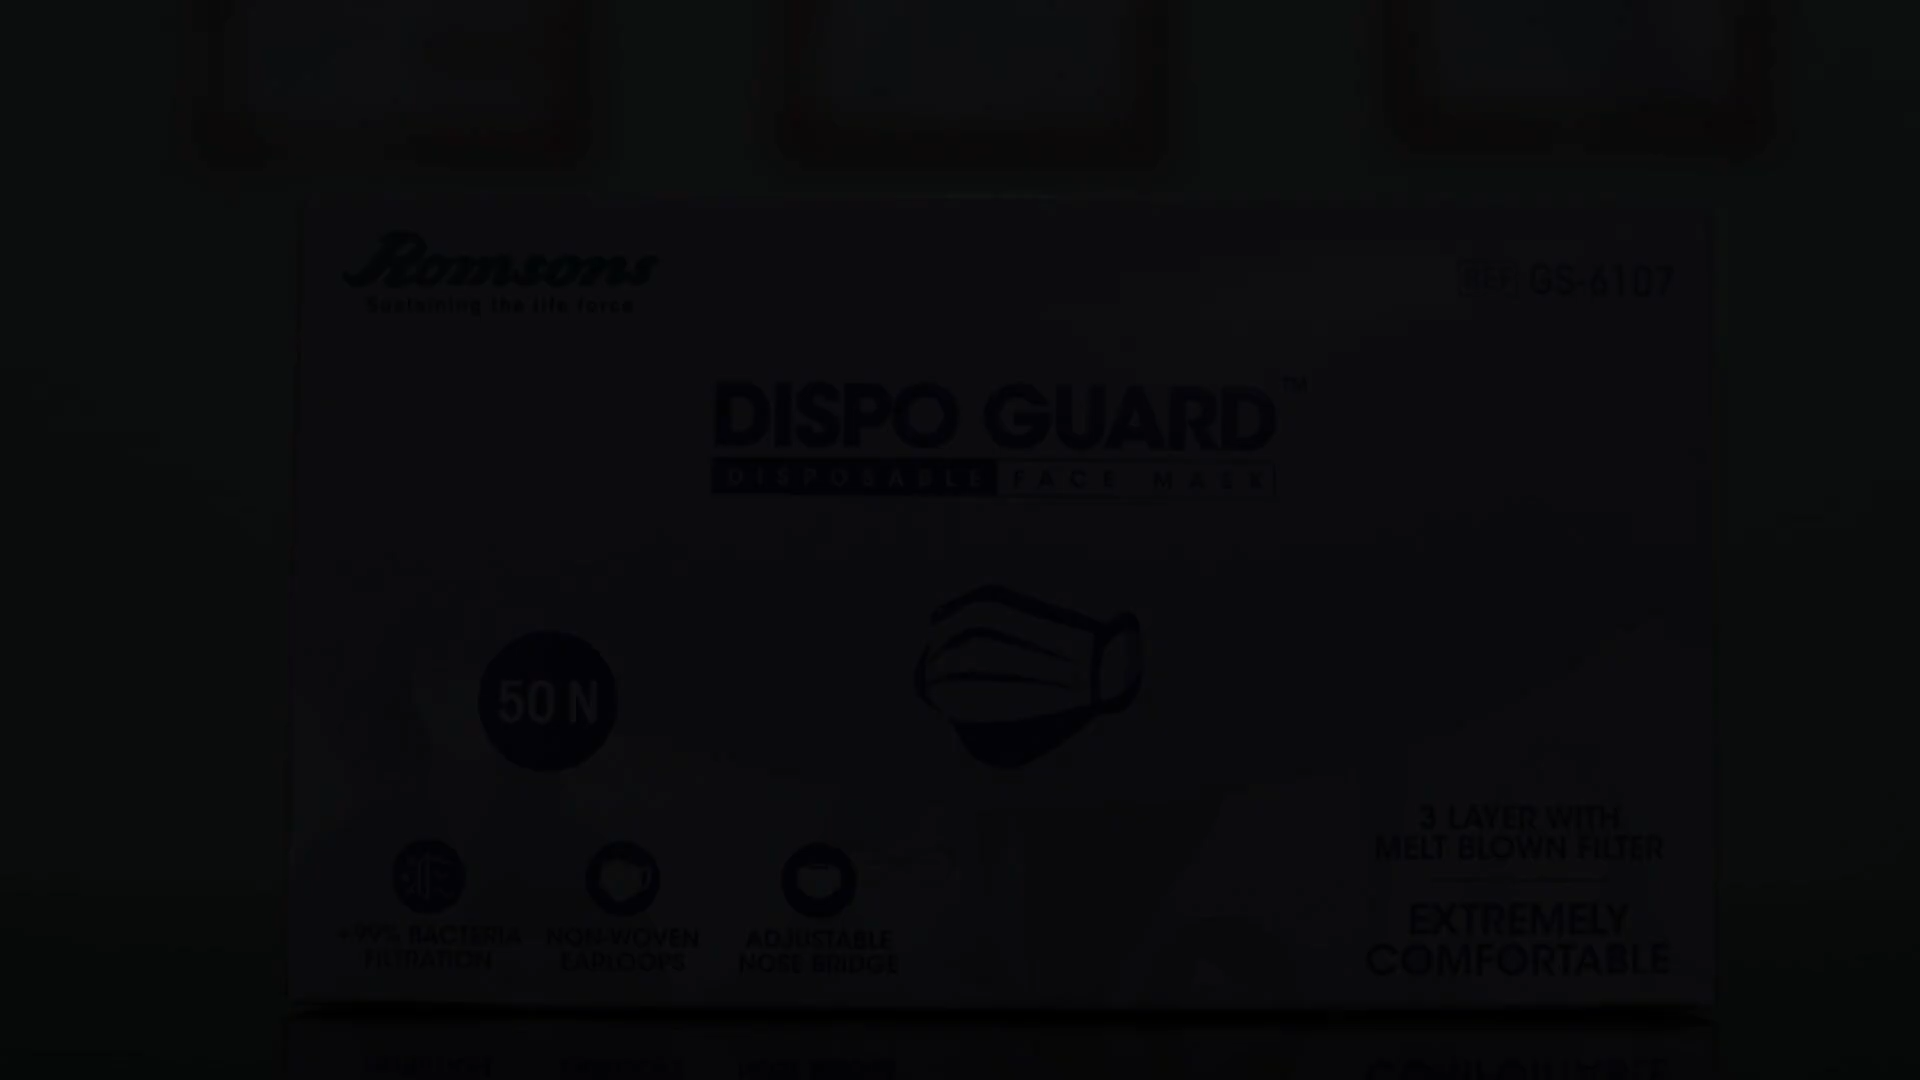 Romsons
Sustaining the life force
REF GS-6107
DISPO GUARD™
DISPOSABLE FACE MASK
50 N
3 LAYER WITH
MELT BLOWN FILTER
EXTREMELY
COMFORTABLE
>99% BACTERIA
FILTRATION
NON-WOVEN
EARLOOPS
ADJUSTABLE
NOSE BRIDGE